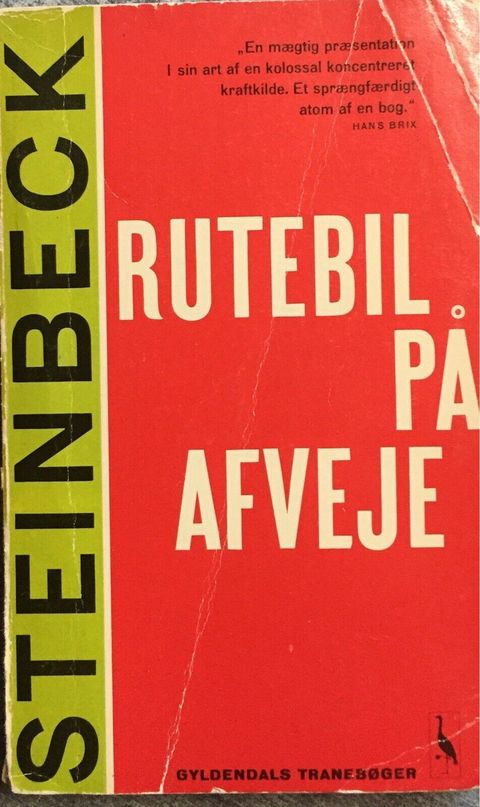 STEINBECK
„En mægtig præsentation
I sin art af en kolossal koncentreret
kraftkilde. Et sprængfærdigt
atom af en bog."
HANS BRIX
RUTEBIL
PÅ
AFVEJE
GYLDENDALS TRANEBØGER